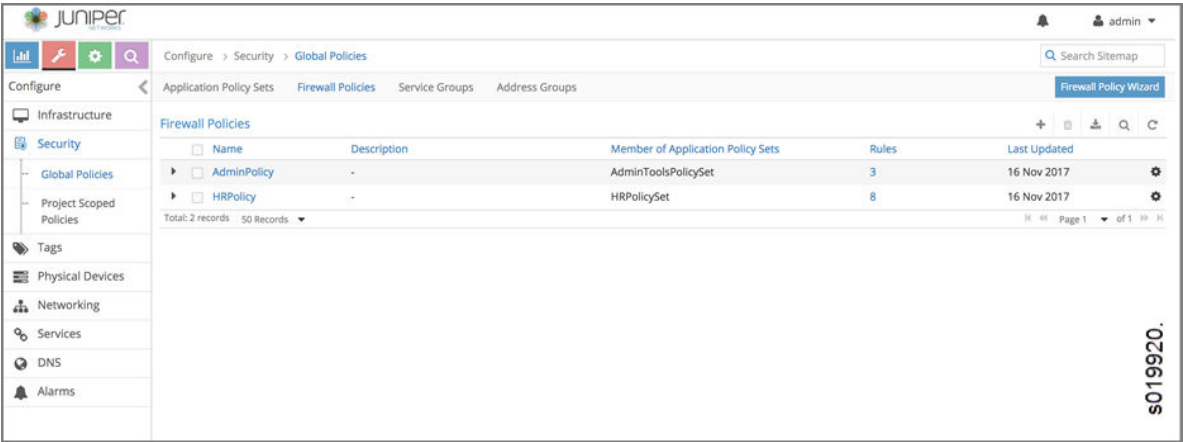 JUNIPER
NETWORKS
admin
Configure > Security > Global Policies
Search Sitemap
Configure
Application Policy Sets Firewall Policies Service Groups Address Groups
Firewall Policy Wizard
Infrastructure
Security
Global Policies
Project Scoped
Policies
Tags
Physical Devices
Networking
Services
DNS
Alarms
Firewall Policies
Name Description Member of Application Policy Sets Rules Last Updated
AdminPolicy - AdminToolsPolicySet 3 16 Nov 2017
HRPolicy - HRPolicySet 8 16 Nov 2017
Total: 2 records 50 Records
Page 1 of 1
s019920.